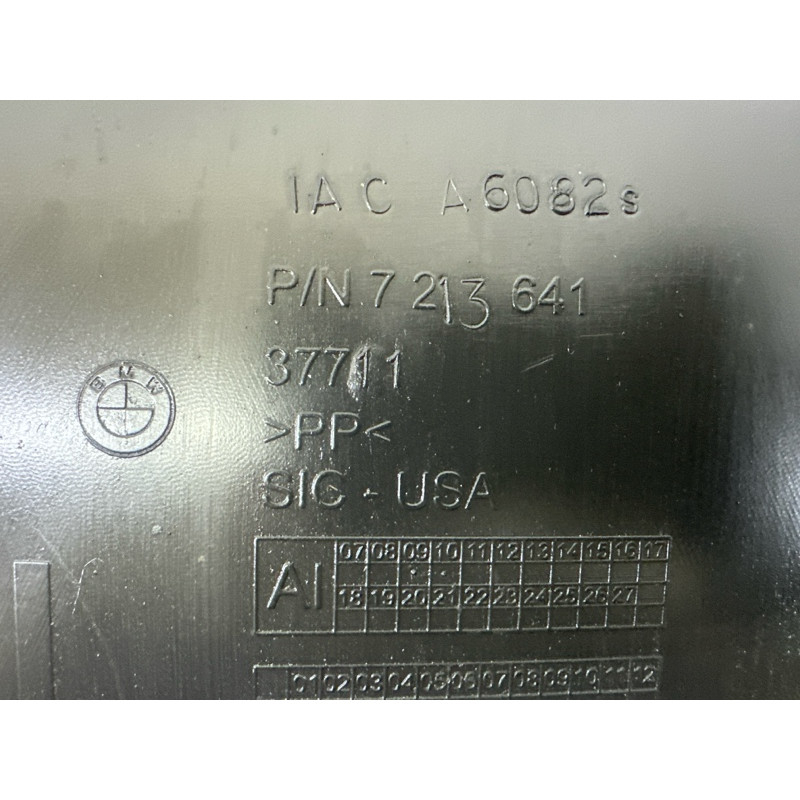 IAC A6082s
P/N 7 213 641
37711
BMW
>PP<
SIC - USA
AI
07 08 09 10 11 12 13 14 15 16 17
18 19 20 21 22 23 24 25 26 27
01 02 03 04 05 06 07 08 09 10 11 12